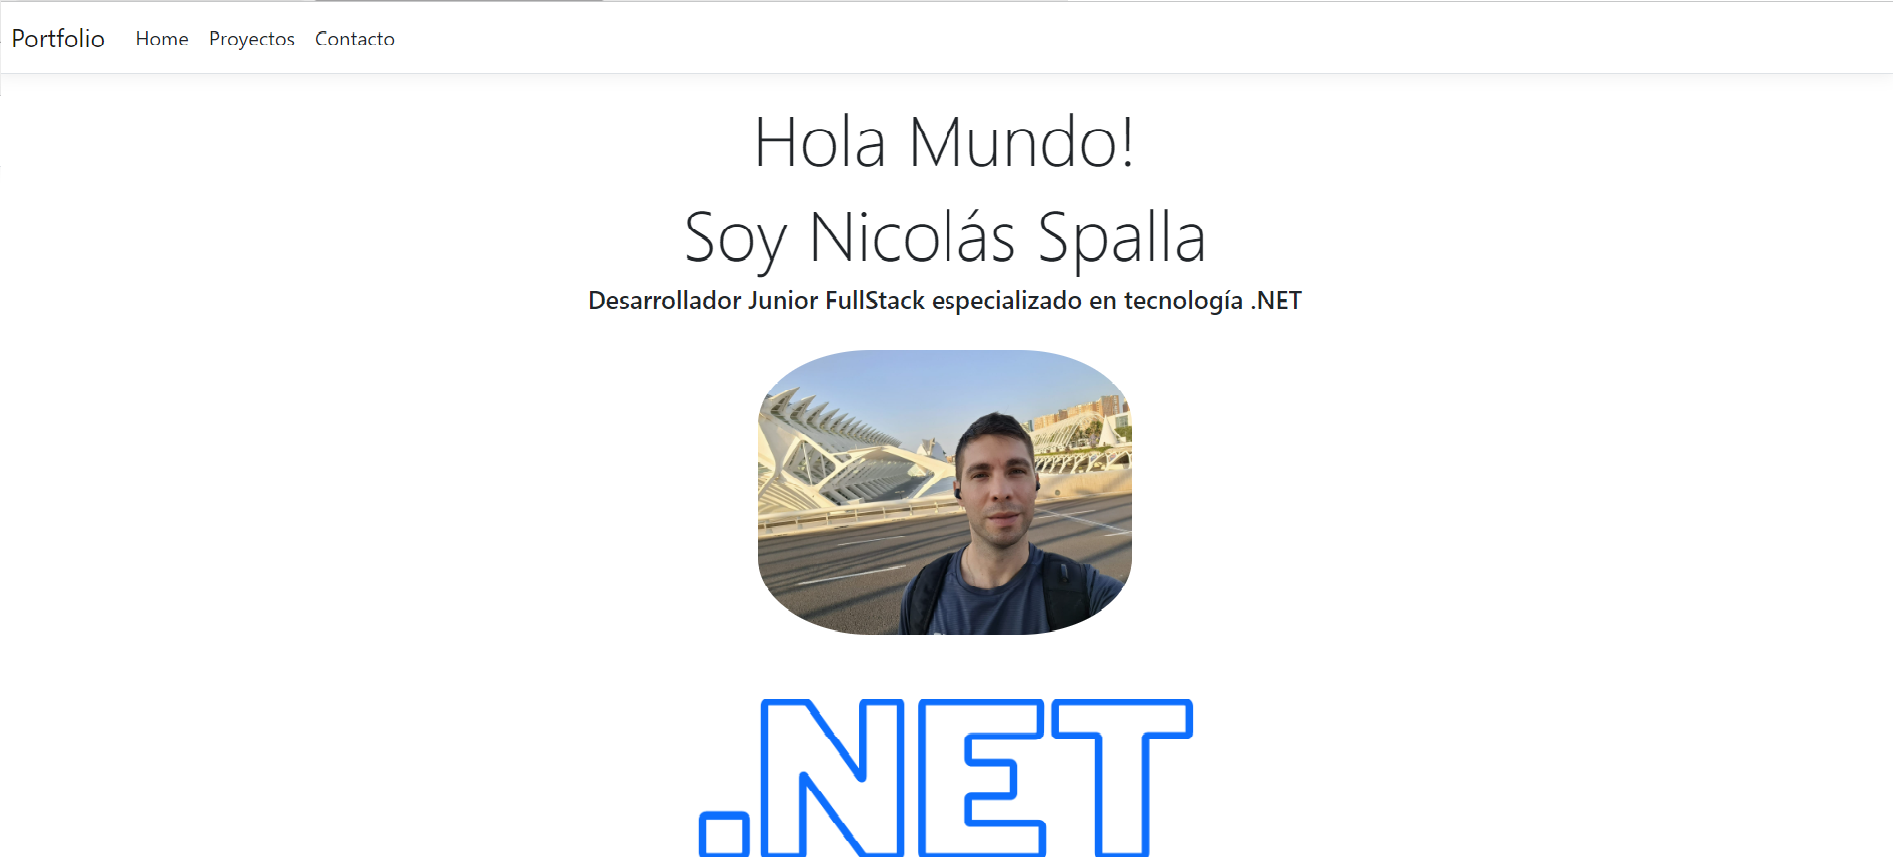 Portfolio Home Proyectos Contacto
Hola Mundo!
Soy Nicolás Spalla
Desarrollador Junior FullStack especializado en tecnología .NET
.NET